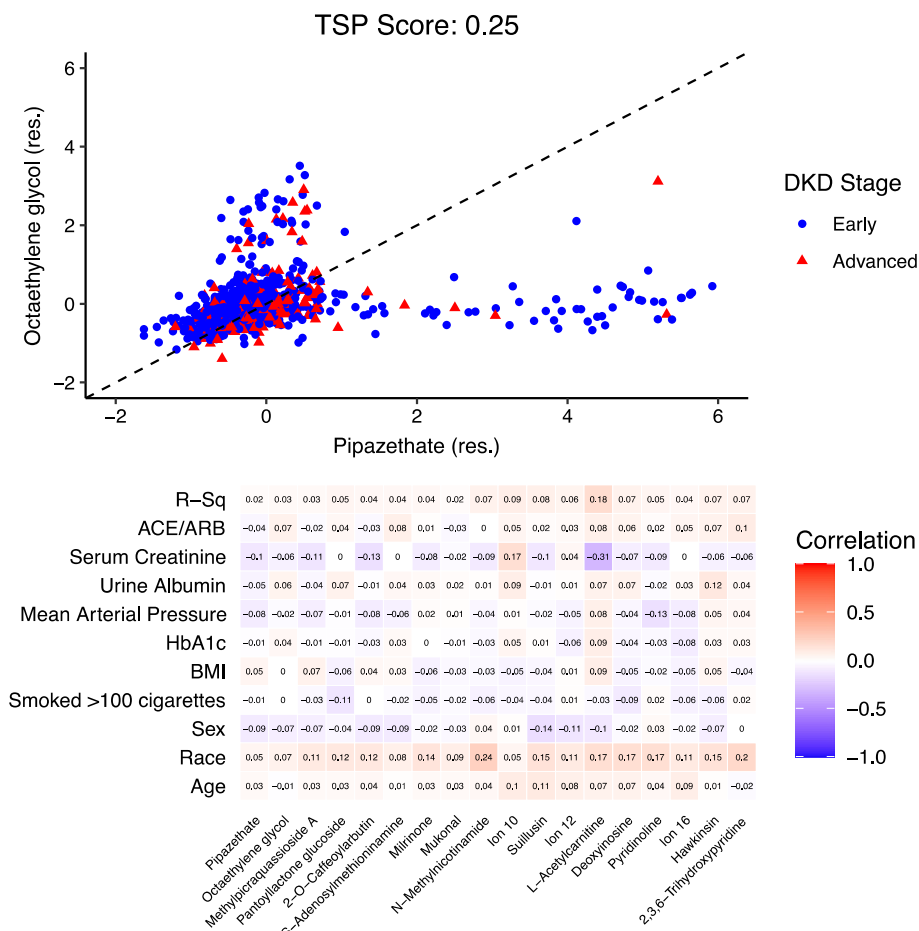 TSP Score: 0.25
Octaethylene glycol (res.)
6
4
2
0
−2
−2 0 2 4 6
Pipazethate (res.)
DKD Stage
Early
Advanced
R−Sq 0.02 0.03 0.03 0.05 0.04 0.04 0.04 0.02 0.07 0.09 0.08 0.06 0.18 0.07 0.05 0.04 0.07 0.07
ACE/ARB −0.04 0.07 −0.02 0.04 −0.03 0.08 0.01 −0.03 0 0.05 0.02 0.03 0.08 0.06 0.02 0.05 0.07 0.1
Serum Creatinine −0.1 −0.06 −0.11 0 −0.13 0 −0.08 −0.02 −0.09 0.17 −0.1 0.04 −0.31 −0.07 −0.09 0 −0.06 −0.06
Urine Albumin −0.05 0.06 −0.04 0.07 −0.01 0.04 0.03 0.02 0.01 0.09 −0.01 0.01 0.07 0.07 0.02 0.03 0.12 0.04
Mean Arterial Pressure −0.08 −0.02 −0.07 −0.01 −0.08 −0.06 0.02 0.01 −0.04 0.01 −0.02 −0.05 0.08 −0.04 −0.13 −0.08 0.05 0.04
HbA1c −0.01 0.04 −0.01 −0.01 −0.03 0.03 0 −0.01 −0.03 0.05 0.01 −0.06 0.09 −0.04 −0.03 −0.08 0.03 0.03
BMI 0.05 0 0.07 −0.06 0.04 0.03 −0.06 −0.03 −0.03 −0.05 −0.04 0.01 0.09 −0.05 −0.02 −0.05 0.05 −0.04
Smoked >100 cigarettes −0.01 0 −0.03 −0.11 0 −0.02 −0.05 −0.02 −0.06 −0.04 −0.04 0.01 −0.03 −0.09 0.02 −0.06 −0.06 0.02
Sex −0.09 −0.07 −0.07 −0.04 −0.09 −0.09 −0.02 −0.03 0.04 0.01 −0.14 −0.11 −0.1 −0.02 0.03 −0.02 −0.07 0
Race 0.05 0.07 0.11 0.12 0.12 0.08 0.14 0.09 0.24 0.05 0.15 0.11 0.17 0.17 0.17 0.11 0.15 0.2
Age 0.03 −0.01 0.03 0.03 0.04 0.03 0.03 0.03 0.04 0.1 0.11 0.08 0.07 0.07 0.04 0.09 0.01 −0.02
Pipazethate
Octaethylene glycol
Methylpicraquassioside A
Pantoyllactone glucoside
2−O−Caffeoylarbutin
S−Adenosylmethioninamine
Milrinone
Mukonal
N−Methylnicotinamide
Ion 10
Suillusin
Ion 12
L−Acetylcarnitine
Deoxyinosine
Pyridinoline
Ion 16
Hawkinsin
2,3,6−Trihydroxypyridine
Correlation
1.0
0.5
0.0
−0.5
−1.0